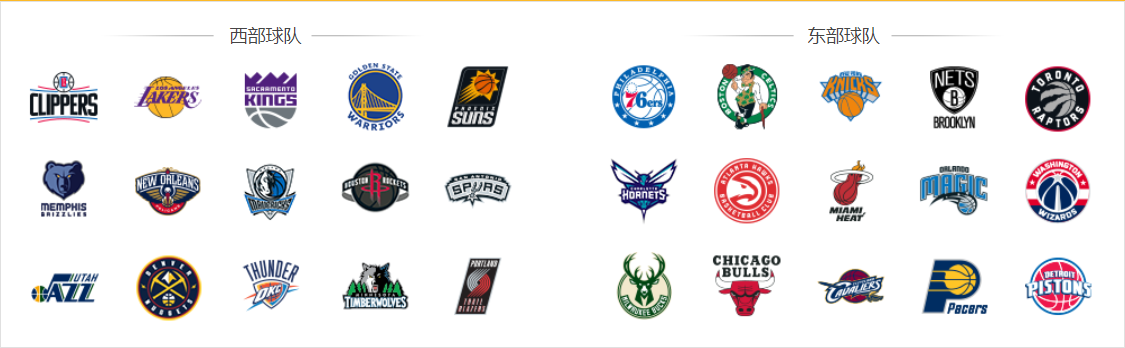 西部球队
东部球队
CLIPPERS
LOS ANGELES
LAKERS
SACRAMENTO
KINGS
GOLDEN STATE
WARRIORS
PHOENIX
SUNS
PHILADELPHIA
76ers
BOSTON
CELTICS
NEW YORK
KNICKS
NETS
B
BROOKLYN
TORONTO
RAPTORS
MEMPHIS
GRIZZLIES
NEW ORLEANS
PELICANS
MAVERICKS
HOUSTON ROCKETS
R
SAN ANTONIO
SPURS
CHARLOTTE
HORNETS
ATLANTA HAWKS
BASKETBALL CLUB
MIAMI
HEAT
ORLANDO
MAGIC
WASHINGTON
WIZARDS
UTAH
JAZZ
DENVER
NUGGETS
THUNDER
OKC
MINNESOTA
TIMBERWOLVES
PORTLAND
TRAIL BLAZERS
MILWAUKEE BUCKS
CHICAGO
BULLS
CAVALIERS
Pacers
DETROIT
PISTONS